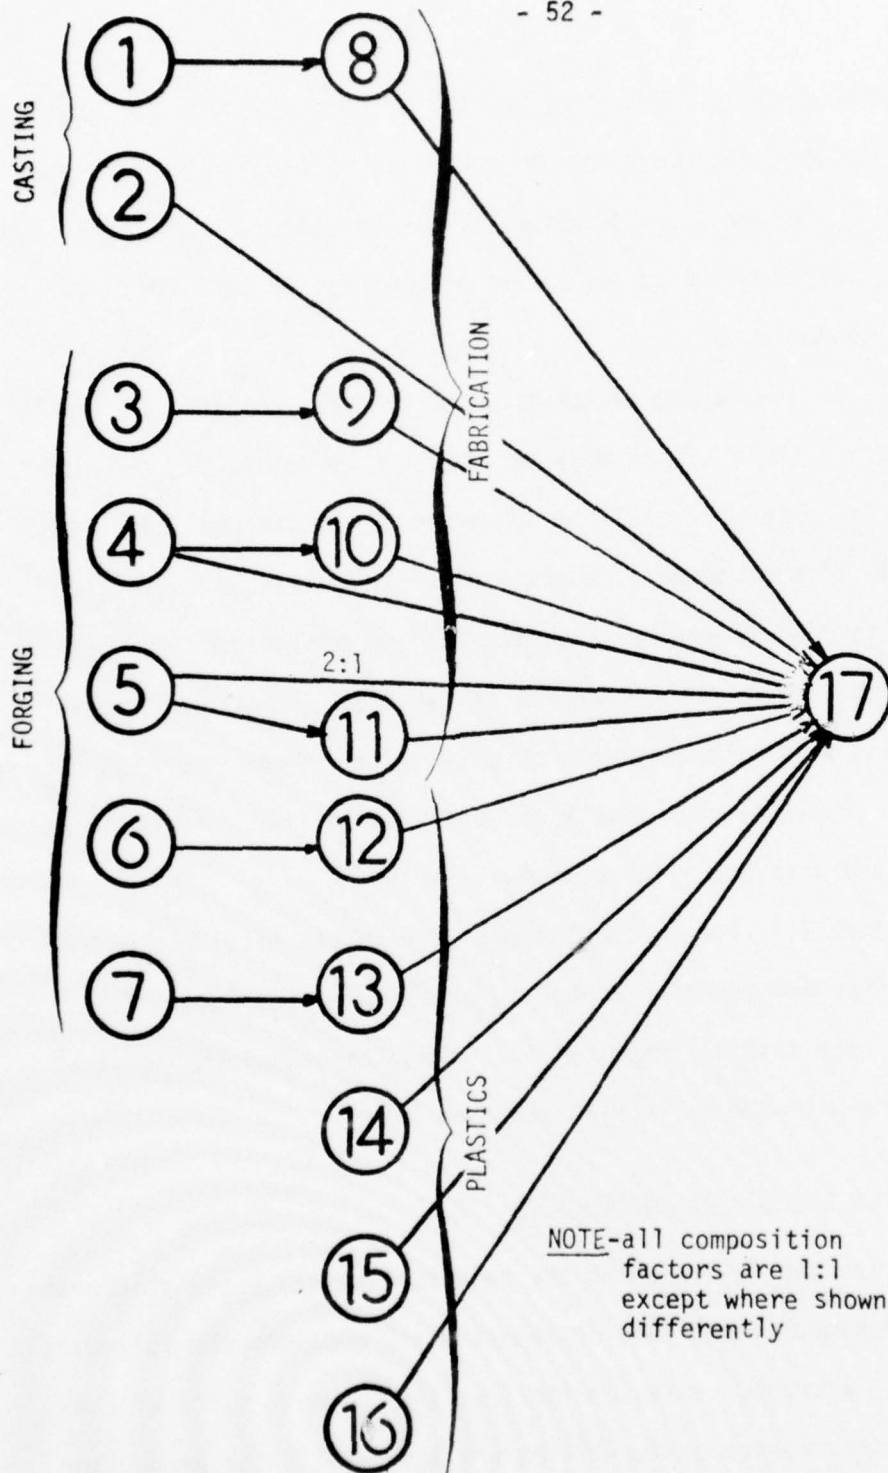 - 52 -
CASTING
1
8
2
3
9
FABRICATION
4
10
FORGING
5
2:1
11
17
6
12
7
13
14
PLASTICS
15
NOTE-all composition
factors are 1:1
except where shown
differently
16